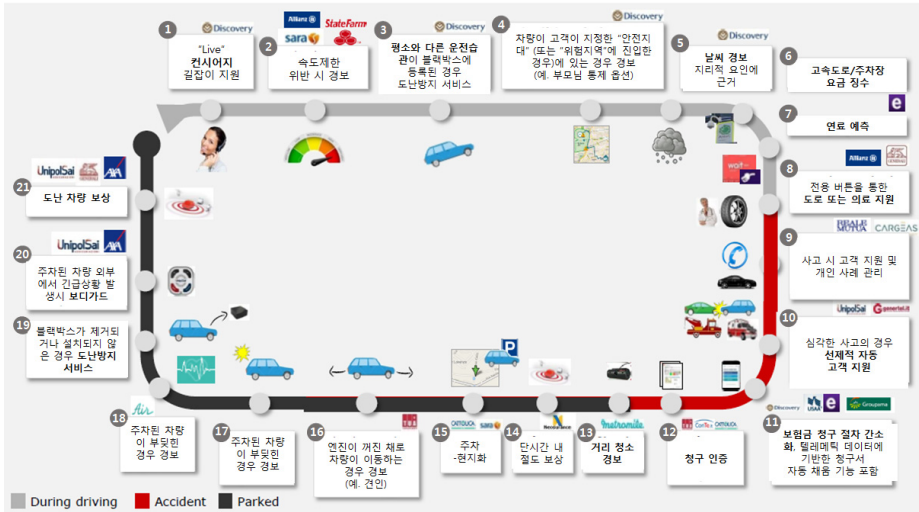 1
Discovery
"Live"
컨시어지
길잡이 지원
2
Allianz
StateFarm
sara
속도제한
위반 시 경보
3
Discovery
평소와 다른 운전습
관이 블랙박스에
등록된 경우
도난방지 서비스
4
Discovery
차량이 고객이 지정한 "안전지
대" (또는 "위험지역"에 진입한
경우)에 있는 경우 경보
(예. 부모님 통제 옵션)
5
Discovery
날씨 경보
지리적 요인에
근거
6
고속도로/주차장
요금 징수
e
7
연료 예측
wait
8
Allianz
전용 버튼을 통한
도로 또는 의료 지원
9
REALE
MUTUA
CARGEAS
사고 시 고객 지원 및
개인 사례 관리
10
UnipolSai
genertel.it
심각한 사고의 경우
선제적 자동
고객 지원
11
Discovery
USAA
e
Groupama
보험금 청구 절차 간소
화, 텔레메틱 데이터에
기반한 청구서
자동 채움 기능 포함
12
CATTOLICA
청구 인증
13
metromile
거리 청소
경보
14
단시간 내
절도 보상
15
CATTOLICA
sara
주차
-현지화
P
16
엔진이 꺼진 채로
차량이 이동하는
경우 경보
(예. 견인)
17
주차된 차량
이 부딪힌
경우 경보
18
Air
주차된 차량
이 부딪힌
경우 경보
19
블랙박스가 제거되
거나 설치되지 않
은 경우 도난방지
서비스
20
UnipolSai
AXA
주차된 차량 외부
에서 긴급상황 발
생시 보디가드
21
UnipolSai
AXA
도난 차량 보상
During driving
Accident
Parked